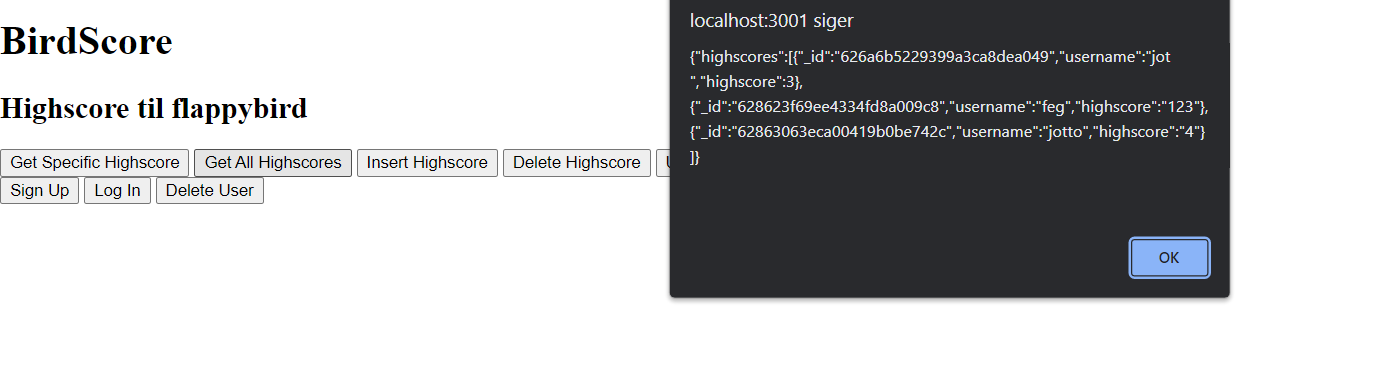 BirdScore
Highscore til flappybird
Get Specific Highscore Get All Highscores Insert Highscore Delete Highscore
Sign Up Log In Delete User
localhost:3001 siger
{"highscores":[{"_id":"626a6b5229399a3ca8dea049","username":"jot
","highscore":3},
{"_id":"628623f69ee4334fd8a009c8","username":"feg","highscore":"123"},
{"_id":"62863063eca00419b0be742c","username":"jotto","highscore":"4"}
]}
OK